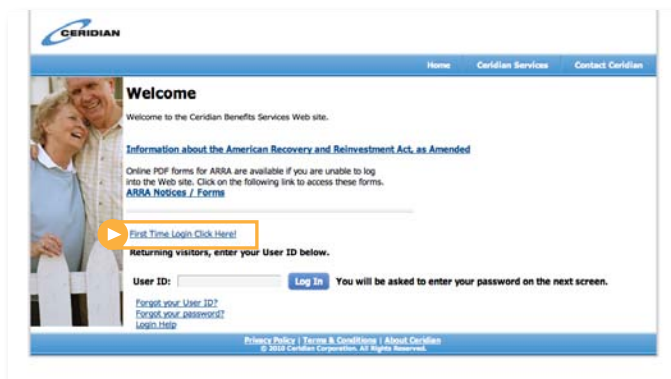 CERIDIAN
Home Ceridian Services Contact Ceridian
Welcome
Welcome to the Ceridian Benefits Services Web site.
Information about the American Recovery and Reinvestment Act, as Amended
Online PDF forms for ARRA are available if you are unable to log
into the Web site. Click on the following link to access these forms.
ARRA Notices / Forms
First Time Login Click Here!
Returning visitors, enter your User ID below.
User ID: Log In You will be asked to enter your password on the next screen.
Forgot your User ID?
Forgot your password?
Login Help
Privacy Policy | Terms & Conditions | About Ceridian
© 2010 Ceridian Corporation. All Rights Reserved.